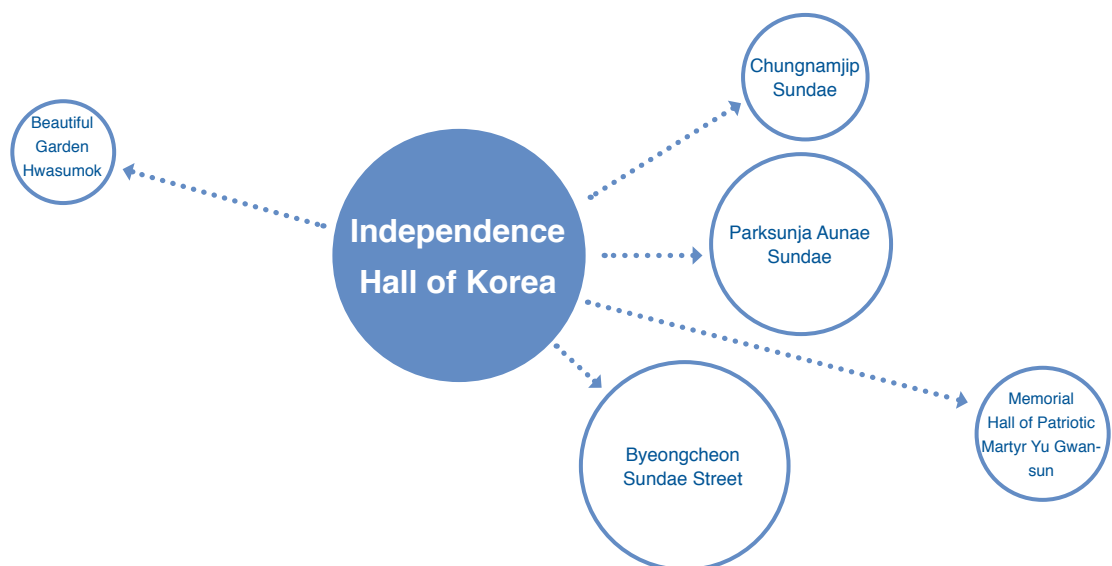 Chungnamjip
Sundae
Beautiful
Garden
Hwasumok
Independence
Hall of Korea
Parksunja Aunae
Sundae
Memorial
Hall of Patriotic
Martyr Yu Gwan-
sun
Byeongcheon
Sundae Street